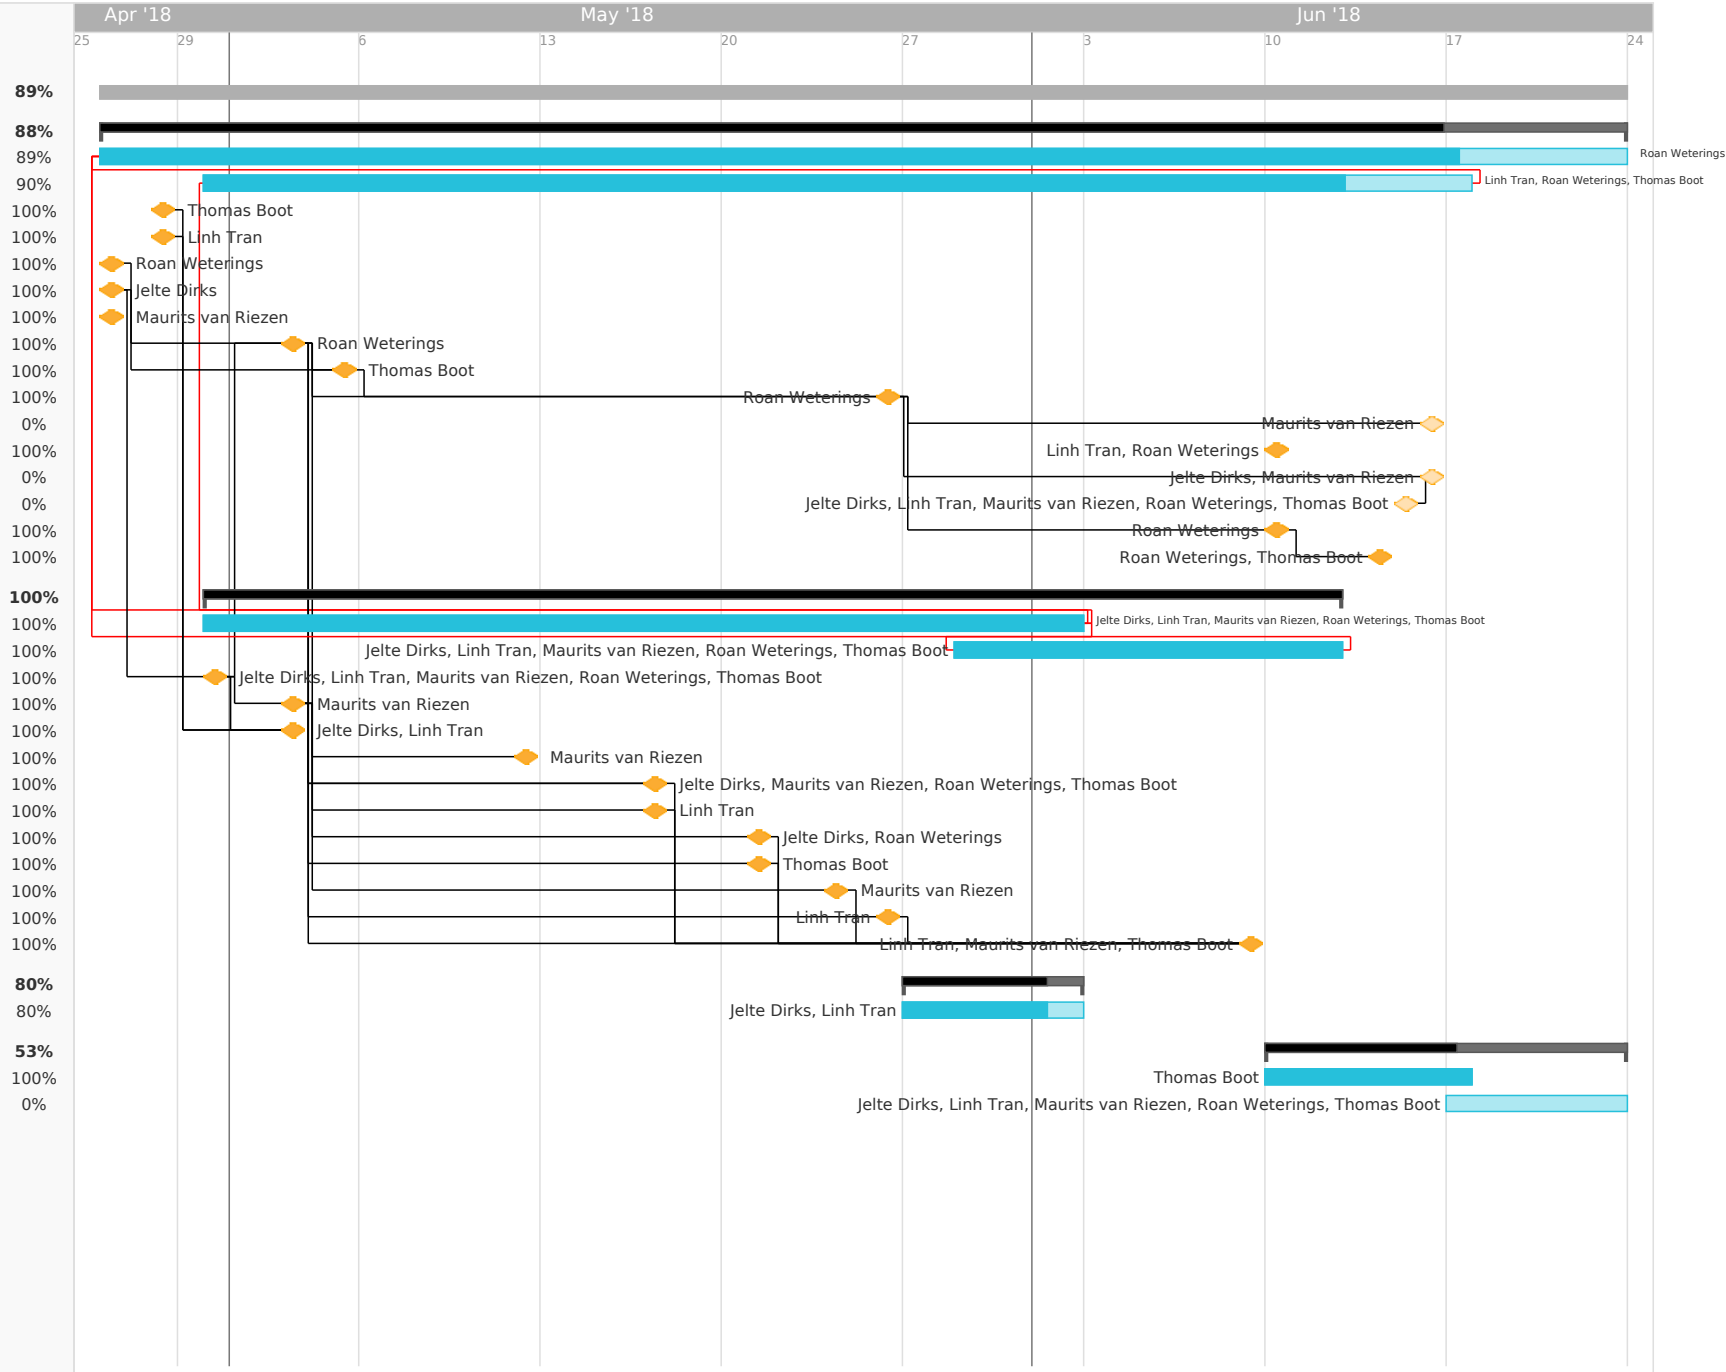 Apr '18 May '18 Jun '18
25 29 6 13 20 27 3 10 17 24
89%
88%
89% Roan Weterings
90% Linh Tran, Roan Weterings, Thomas Boot
100% Thomas Boot
100% Linh Tran
100% Roan Weterings
100% Jelte Dirks
100% Maurits van Riezen
100% Roan Weterings
100% Thomas Boot
100% Roan Weterings
0% Maurits van Riezen
100% Linh Tran, Roan Weterings
0% Jelte Dirks, Maurits van Riezen
0% Jelte Dirks, Linh Tran, Maurits van Riezen, Roan Weterings, Thomas Boot
100% Roan Weterings
100% Roan Weterings, Thomas Boot
100%
100% Jelte Dirks, Linh Tran, Maurits van Riezen, Roan Weterings, Thomas Boot
100% Jelte Dirks, Linh Tran, Maurits van Riezen, Roan Weterings, Thomas Boot
100% Jelte Dirks, Linh Tran, Maurits van Riezen, Roan Weterings, Thomas Boot
100% Maurits van Riezen
100% Jelte Dirks, Linh Tran
100% Maurits van Riezen
100% Jelte Dirks, Maurits van Riezen, Roan Weterings, Thomas Boot
100% Linh Tran
100% Jelte Dirks, Roan Weterings
100% Thomas Boot
100% Maurits van Riezen
100% Linh Tran
100% Linh Tran, Maurits van Riezen, Thomas Boot
80%
80% Jelte Dirks, Linh Tran
53%
100% Thomas Boot
0% Jelte Dirks, Linh Tran, Maurits van Riezen, Roan Weterings, Thomas Boot